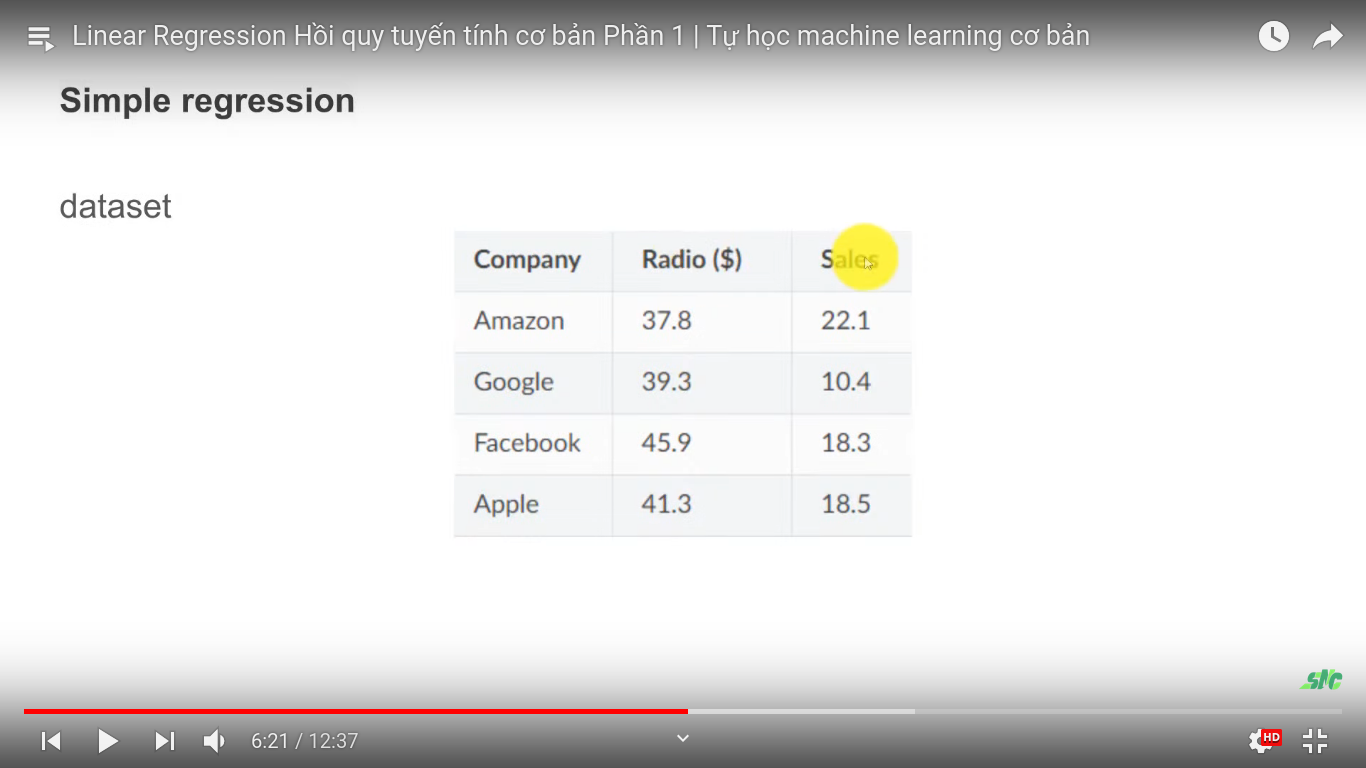 Linear Regression Hồi quy tuyến tính cơ bản Phần 1 | Tự học machine learning cơ bản
Simple regression
dataset
Company Radio ($) Sales
Amazon 37.8 22.1
Google 39.3 10.4
Facebook 45.9 18.3
Apple 41.3 18.5
SNC
6:21 / 12:37
HD